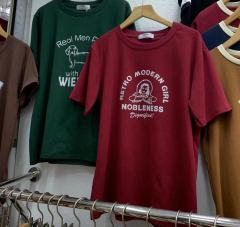 Real Men
with
WIE
RETRO MODERN GIRL
NOBLENESS
Dignified